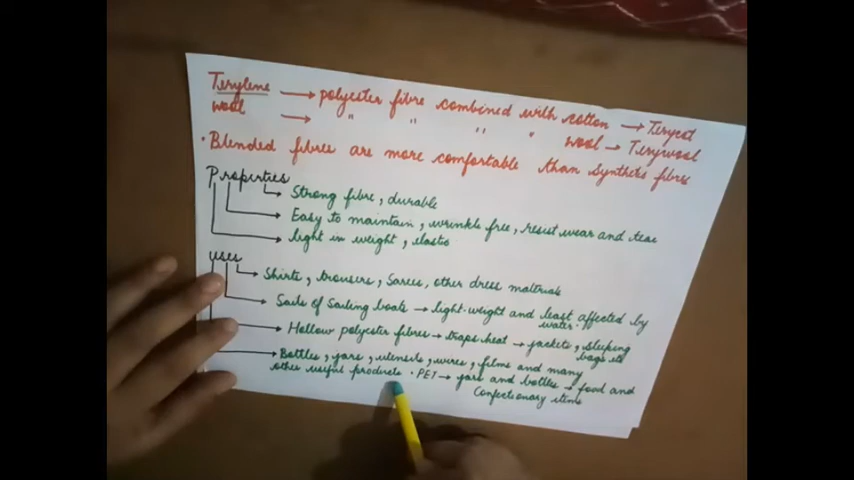 Terylene → polyester fibre combined with cotton → Terycot
wool → " " " " wool → Terywool
• Blended fibres are more comfortable than synthetic fibre
Properties
Strong fibre, durable
Easy to maintain, wrinkle free, resist wear and tear
light in weight, elastic
uses
Shirts, trousers, Sarees, other dress materials
Sails of Sailing boats → light-weight and least affected by
water.
Hollow polyester fibres → traps heat → jackets, sleeping
bags etc
Bottles, jars, utensils, wires, films and many
other useful products • PET → jars and bottles → food and
Confectionary items